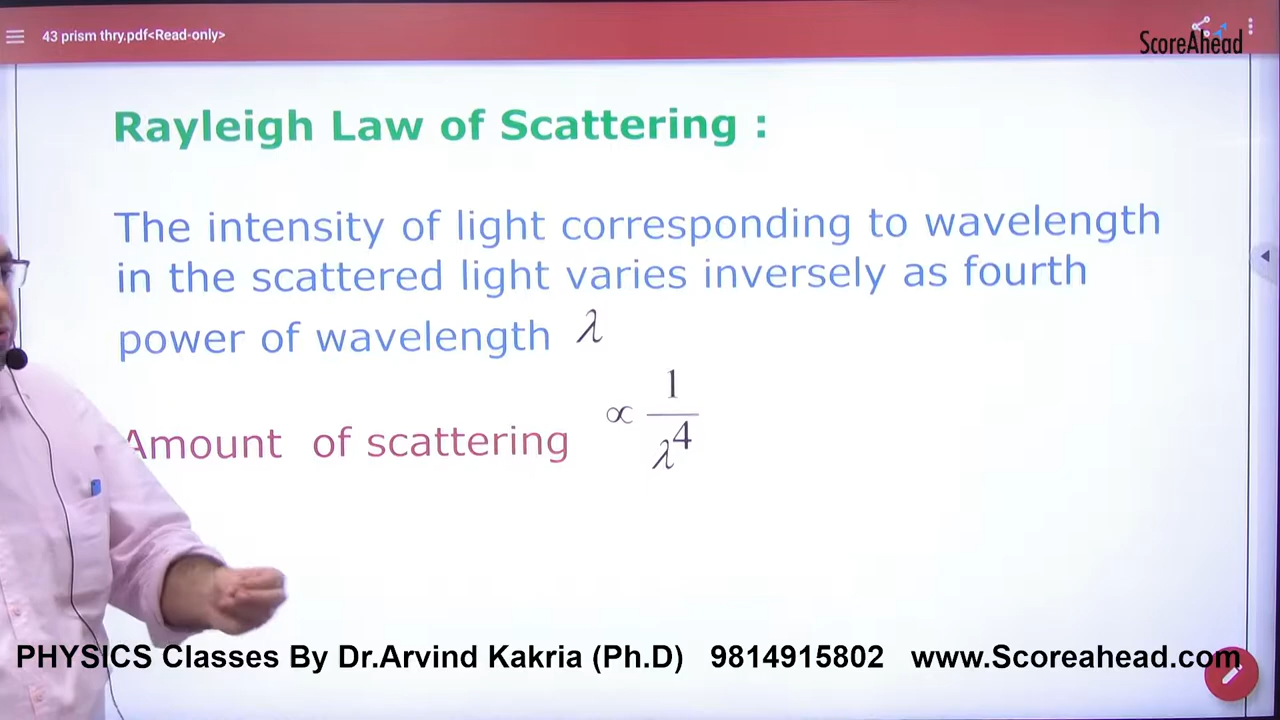 43 prism thry.pdf<Read-only>
ScoreAhead
Rayleigh Law of Scattering :
The intensity of light corresponding to wavelength
in the scattered light varies inversely as fourth
power of wavelength λ
Amount of scattering ∝ 1/λ⁴
PHYSICS Classes By Dr.Arvind Kakria (Ph.D) 9814915802 www.Scoreahead.com